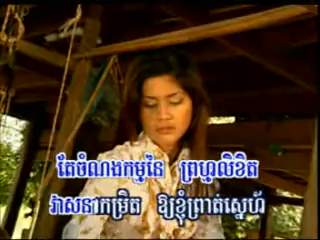 តែចំណងកម្មនៃ ព្រហ្មលិខិត
វាសនាកម្រិត ឱ្យខ្ញុំព្រាត់ស្នេហ៍